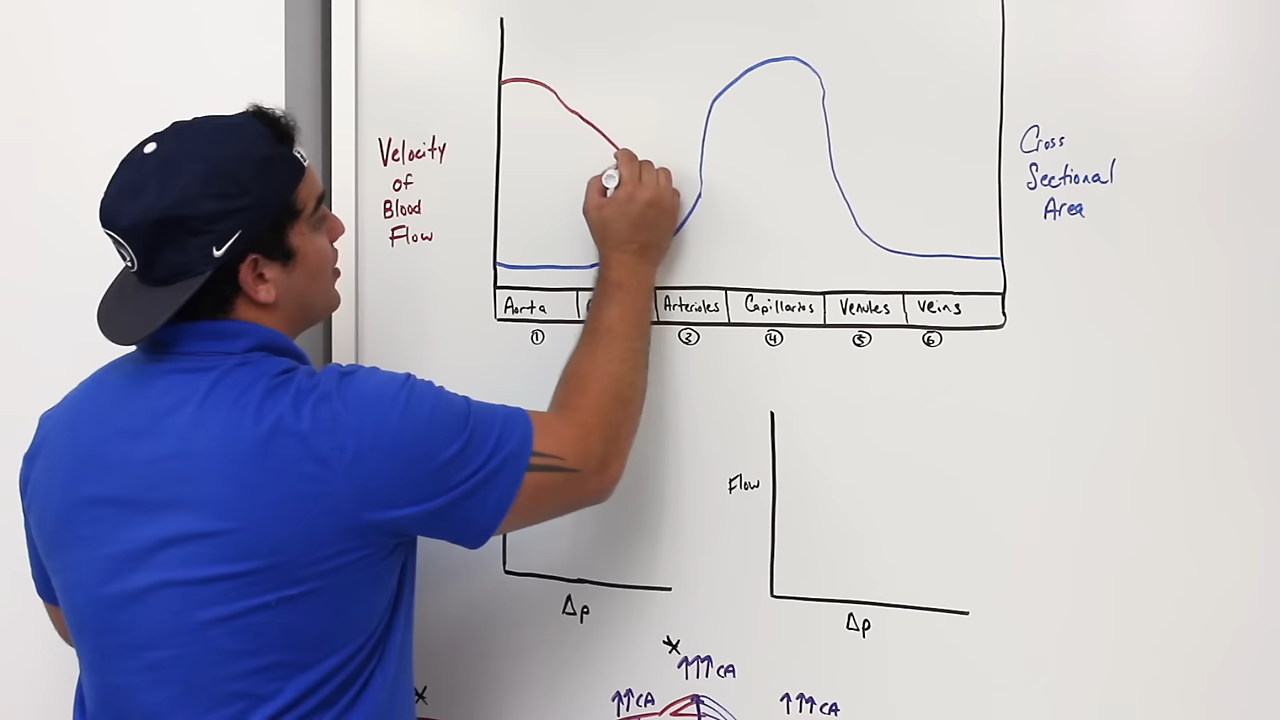 Velocity
of
Blood
Flow
Cross
Sectional
Area
Aorta
Arterioles
Capillaries
Venules
Veins
①
③
④
⑤
⑥
Flow
Δp
Δp
*
↑↑↑CA
*
↑↑CA
↑↑↑CA